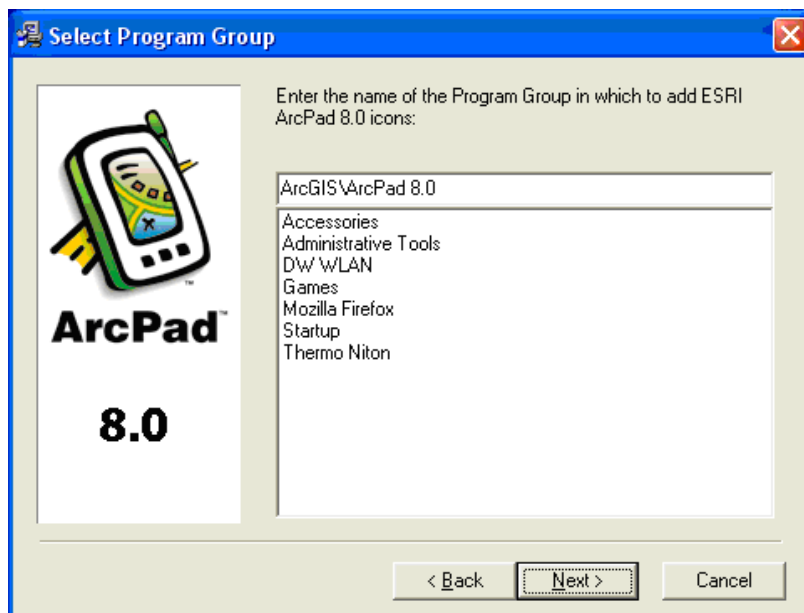 Select Program Group
Enter the name of the Program Group in which to add ESRI
ArcPad 8.0 icons:
ArcGIS\ArcPad 8.0
Accessories
Administrative Tools
DW WLAN
Games
Mozilla Firefox
Startup
Thermo Niton
™
ArcPad™
8.0
< Back
Next >
Cancel